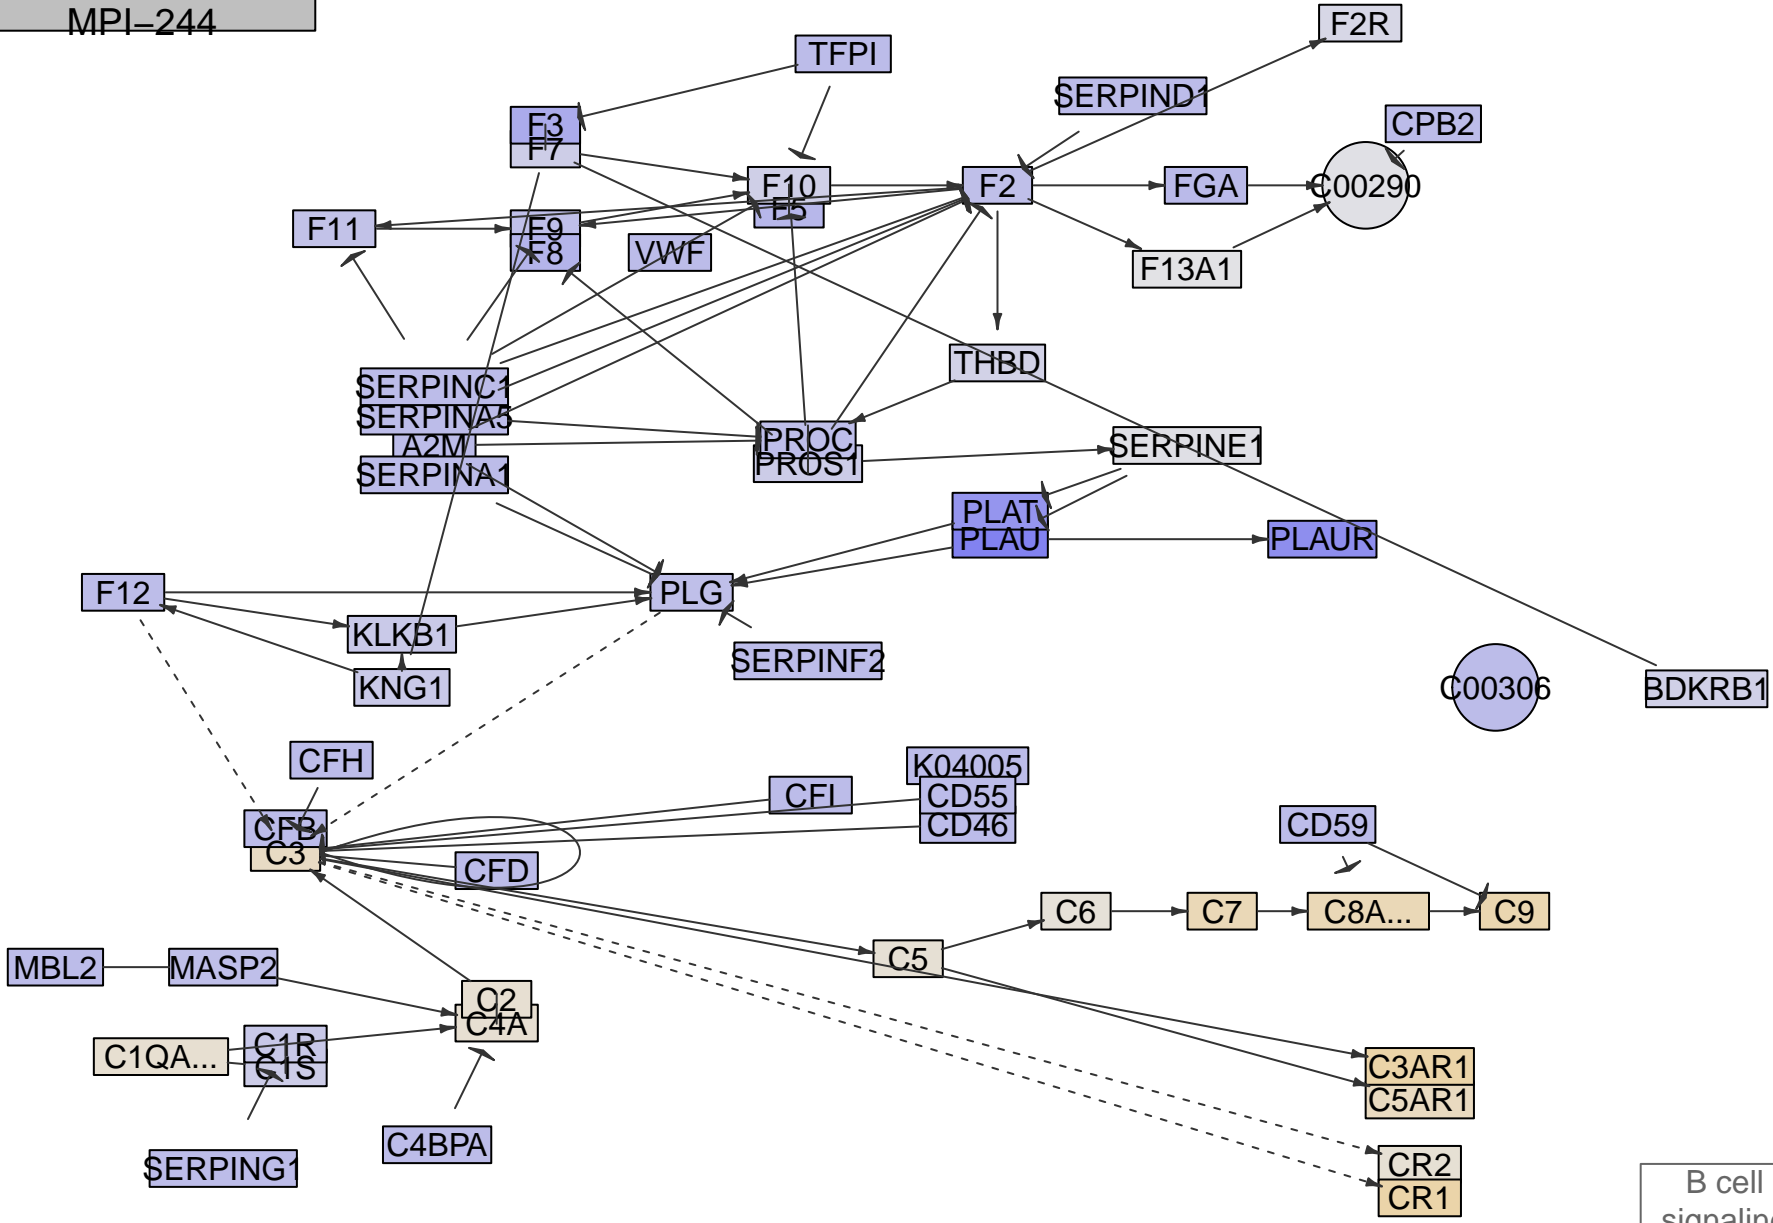 MPI–244
F2R
TFPI
SERPIND1
CPB2
F3
F7
F10
F5
F2
FGA
C00290
F11
F9
F8
VWF
F13A1
THBD
SERPINC1
SERPINA5
A2M
SERPINA1
PROC
PROS1
SERPINE1
PLAT
PLAU
PLAUR
F12
PLG
KLKB1
KNG1
SERPINF2
C00306
BDKRB1
CFH
K04005
CFI
CD55
CD46
CFB
C3
CFD
CD59
C6
C7
C8A...
C9
C5
MBL2
MASP2
C2
C4A
C1QA...
C1R
C1S
C3AR1
C5AR1
C4BPA
SERPING1
CR2
CR1
B cell
signaling